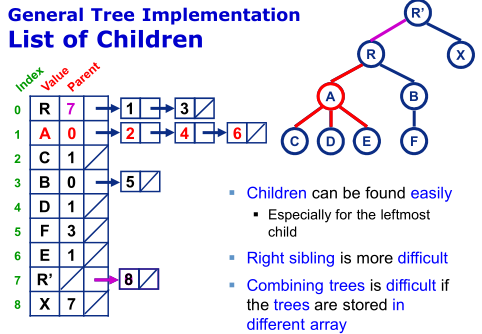 General Tree Implementation
List of Children
Index Value Parent
0 R 7 1 3
1 A 0 2 4 6
2 C 1
3 B 0 5
4 D 1
5 F 3
6 E 1
7 R’ 8
8 X 7
R’
R X
A B
C D E F
Children can be found easily
Especially for the leftmost
child
Right sibling is more difficult
Combining trees is difficult if
the trees are stored in
different array